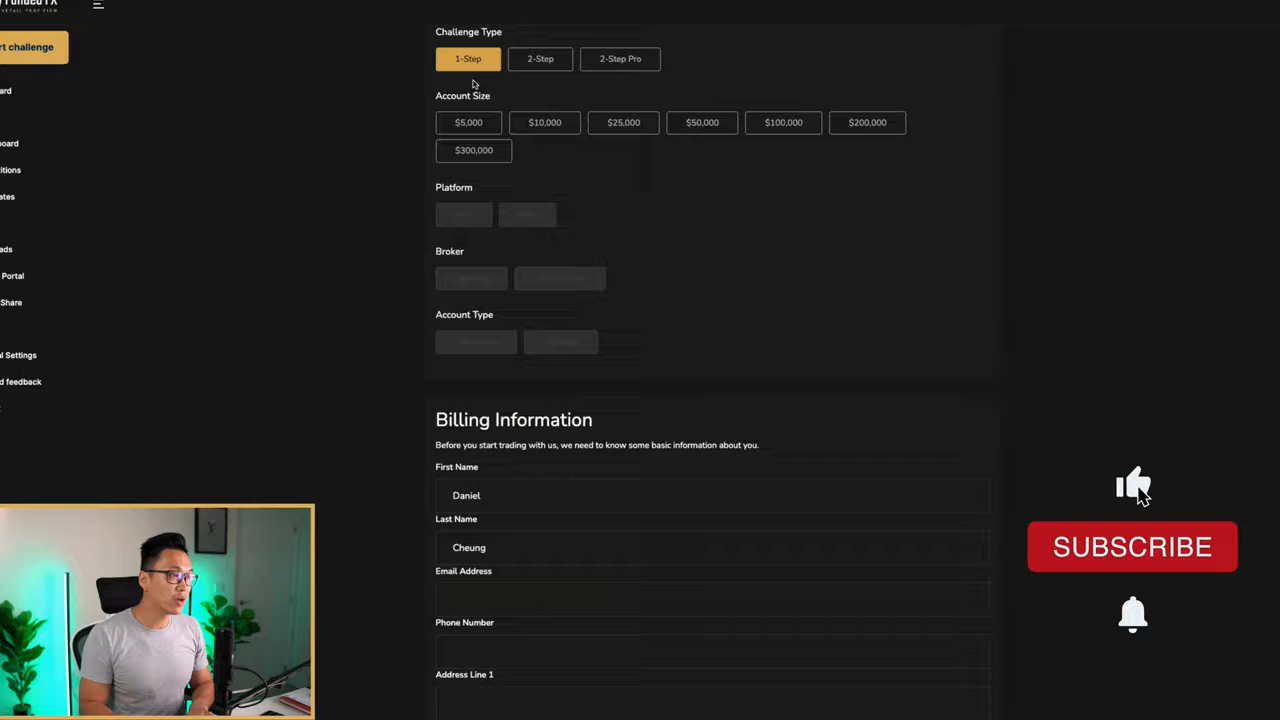 Challenge Type
1-Step 2-Step 2-Step Pro
Account Size
$5,000 $10,000 $25,000 $50,000 $100,000 $200,000
$300,000
Platform
Broker
Account Type
Billing Information
Before you start trading with us, we need to know some basic information about you.
First Name
Daniel
Last Name
Cheung
Email Address
Phone Number
Address Line 1
rt challenge
ard
board
itions
ates
ads
Portal
Share
l Settings
d feedback
SUBSCRIBE